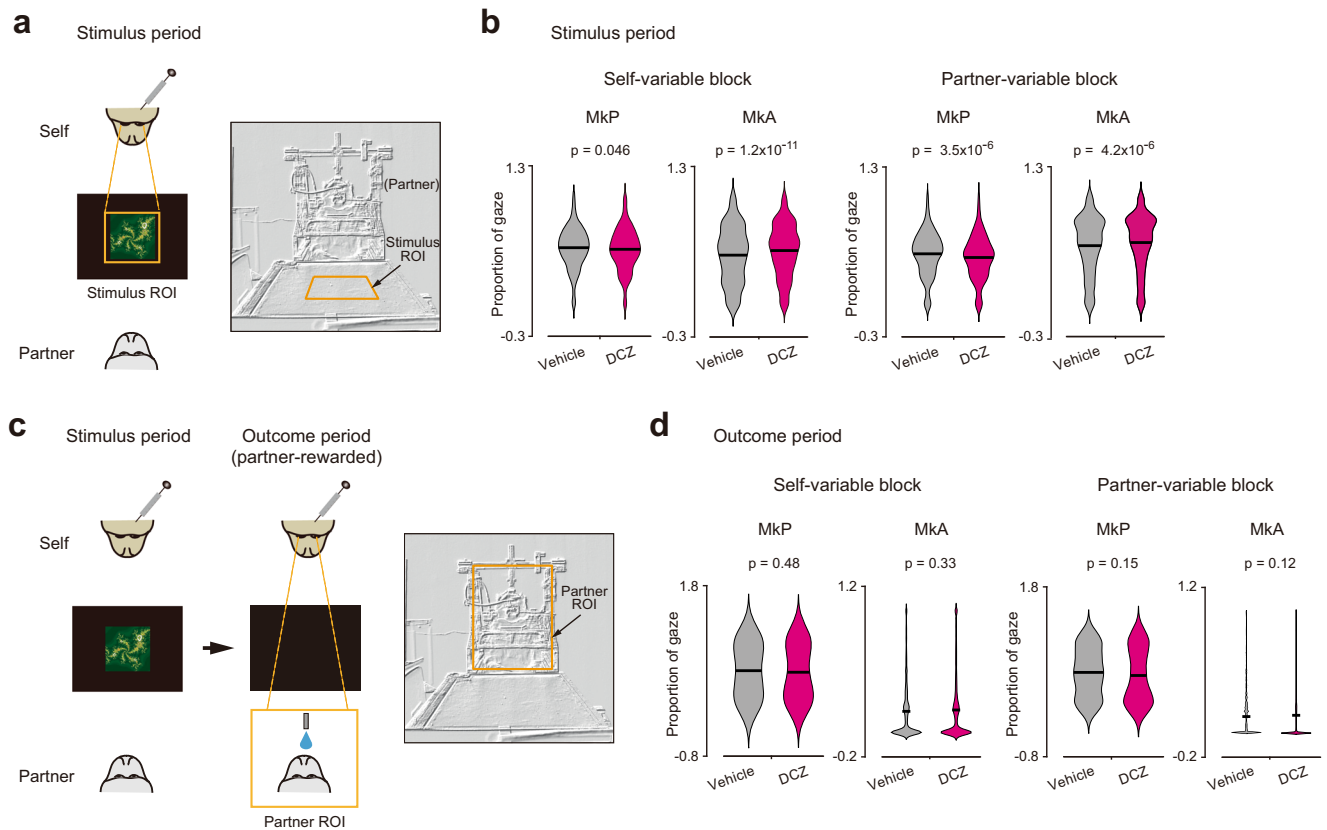 a
Stimulus period
Self
Stimulus ROI
Partner
(Partner)
Stimulus
ROI
b
Stimulus period
Self-variable block
Partner-variable block
MkP
MkA
MkP
MkA
p = 0.046
p = 1.2x10⁻¹¹
p = 3.5x10⁻⁶
p = 4.2x10⁻⁶
Proportion of gaze
1.3
-0.3
Vehicle
DCZ
1.3
-0.3
Vehicle
DCZ
Proportion of gaze
1.3
-0.3
Vehicle
DCZ
1.3
-0.3
Vehicle
DCZ
c
Stimulus period
Outcome period
(partner-rewarded)
Self
Partner
Partner ROI
Partner
ROI
d
Outcome period
Self-variable block
Partner-variable block
MkP
MkA
MkP
MkA
p = 0.48
p = 0.33
p = 0.15
p = 0.12
Proportion of gaze
1.8
-0.8
Vehicle
DCZ
1.2
-0.2
Vehicle
DCZ
Proportion of gaze
1.8
-0.8
Vehicle
DCZ
1.2
-0.2
Vehicle
DCZ